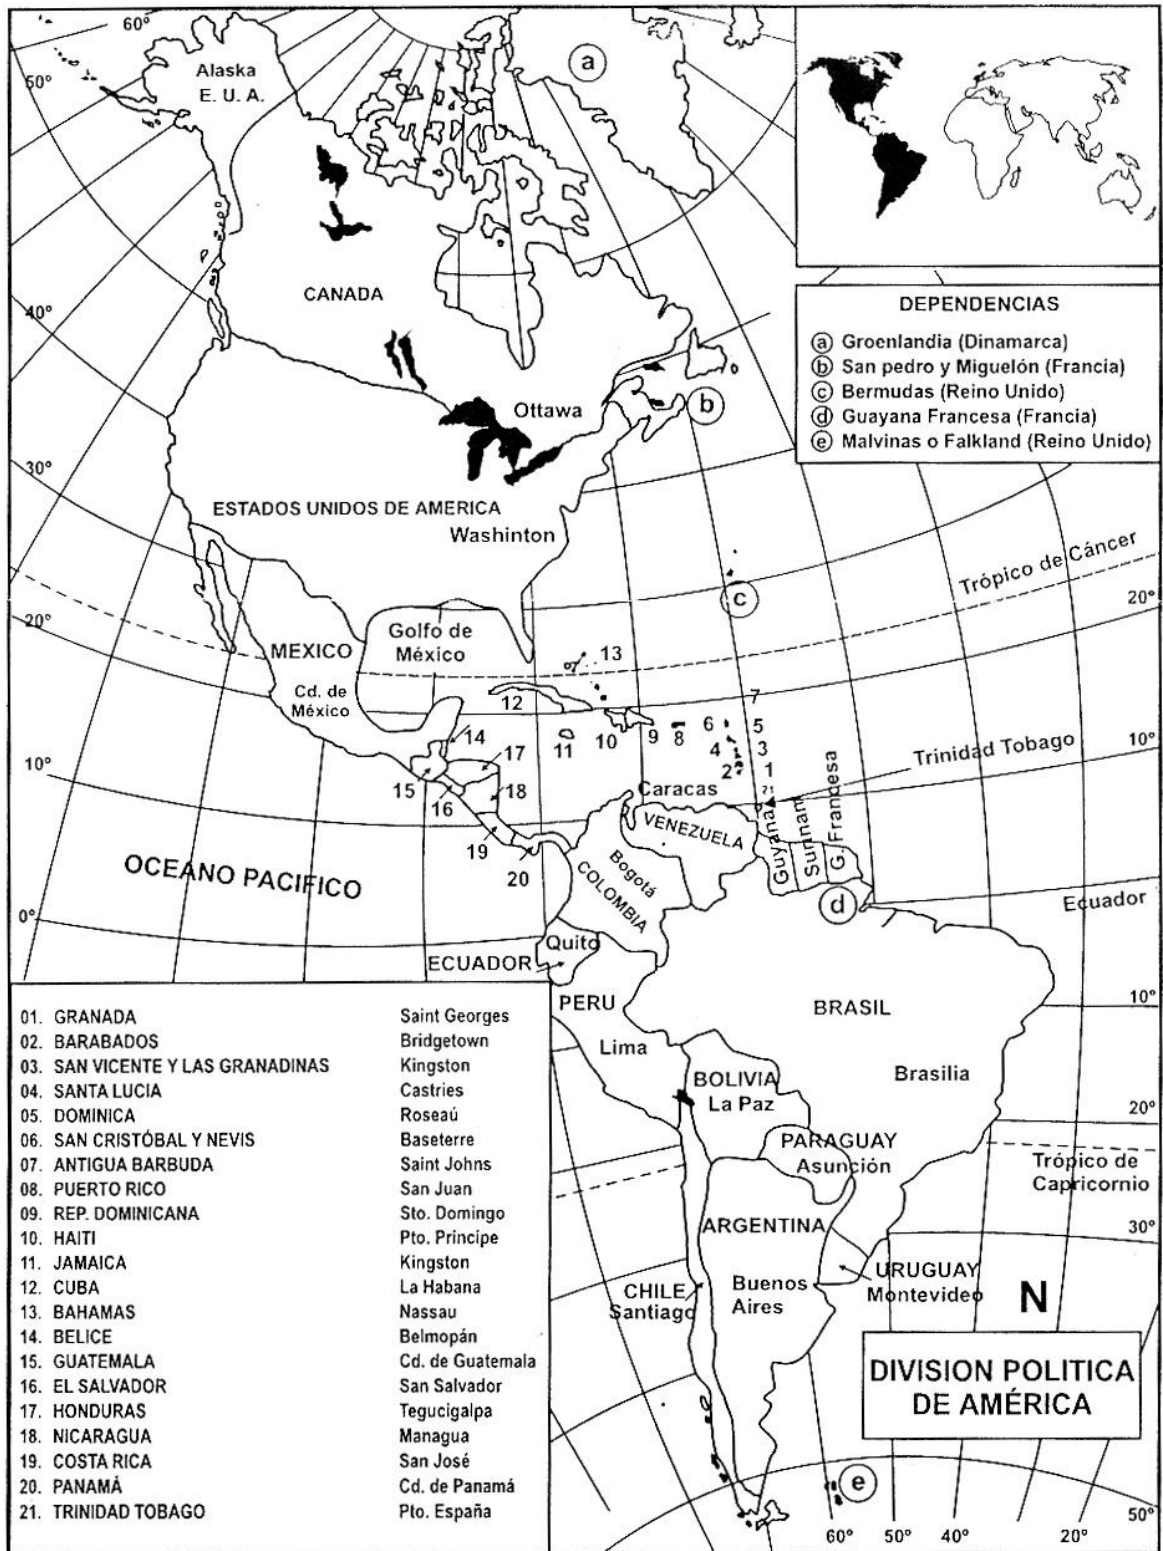 60°
50°
Alaska
E. U. A.
a
DEPENDENCIAS
a Groenlandia (Dinamarca)
b San pedro y Miguelón (Francia)
c Bermudas (Reino Unido)
d Guayana Francesa (Francia)
e Malvinas o Falkland (Reino Unido)
CANADA
40°
Ottawa
b
30°
ESTADOS UNIDOS DE AMERICA
Washinton
Trópico de Cáncer
c
20°
20°
Golfo de
México
MEXICO
13
Cd. de
México
12
7
14
11
10
9
8
6
5
17
4
3
Trinidad Tobago
10°
10°
15
16
18
2
1
21
Caracas
VENEZUELA
Guyana
G. Francesa
19
20
OCEANO PACIFICO
Bogotá
COLOMBIA
d
Ecuador
0°
Quito
ECUADOR
PERU
BRASIL
10°
Lima
Brasilia
BOLIVIA
La Paz
20°
PARAGUAY
Asunción
Trópico de
Capricornio
ARGENTINA
30°
URUGUAY
Montevideo
CHILE
Santiago
Buenos
Aires
N
DIVISION POLITICA
DE AMÉRICA
e
50°
60° 50° 40° 20°
01. GRANADA Saint Georges
02. BARABADOS Bridgetown
03. SAN VICENTE Y LAS GRANADINAS Kingston
04. SANTA LUCIA Castries
05. DOMINICA Roseaú
06. SAN CRISTÓBAL Y NEVIS Baseterre
07. ANTIGUA BARBUDA Saint Johns
08. PUERTO RICO San Juan
09. REP. DOMINICANA Sto. Domingo
10. HAITI Pto. Principe
11. JAMAICA Kingston
12. CUBA La Habana
13. BAHAMAS Nassau
14. BELICE Belmopán
15. GUATEMALA Cd. de Guatemala
16. EL SALVADOR San Salvador
17. HONDURAS Tegucigalpa
18. NICARAGUA Managua
19. COSTA RICA San José
20. PANAMÁ Cd. de Panamá
21. TRINIDAD TOBAGO Pto. España